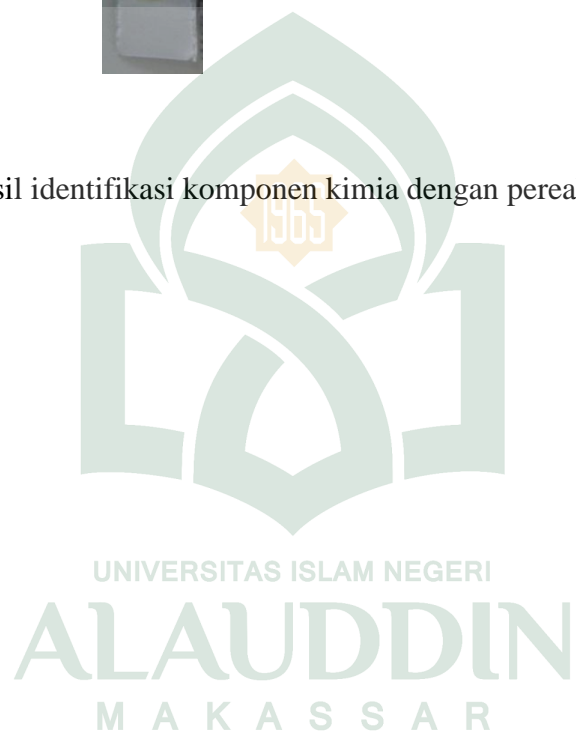 sil identifikasi komponen kimia dengan perea
1965
UNIVERSITAS ISLAM NEGERI
ALAUDDIN
MAKASSAR